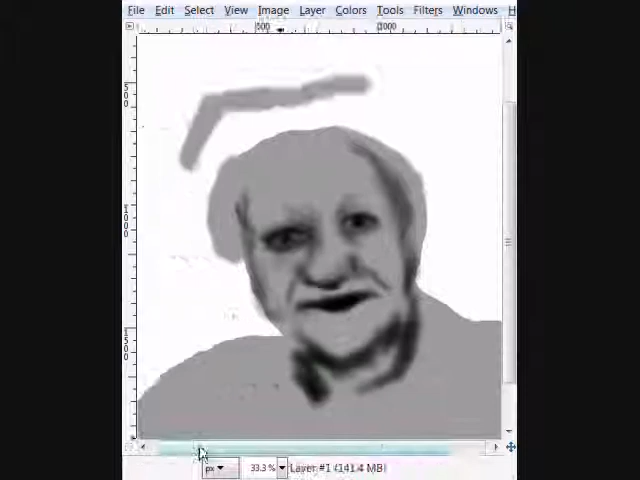 File Edit Select View Image Layer Colors Tools Filters Windows H
500 1000
500
1000
1500
px 33.3 % Layer #1 (141.4 MB)